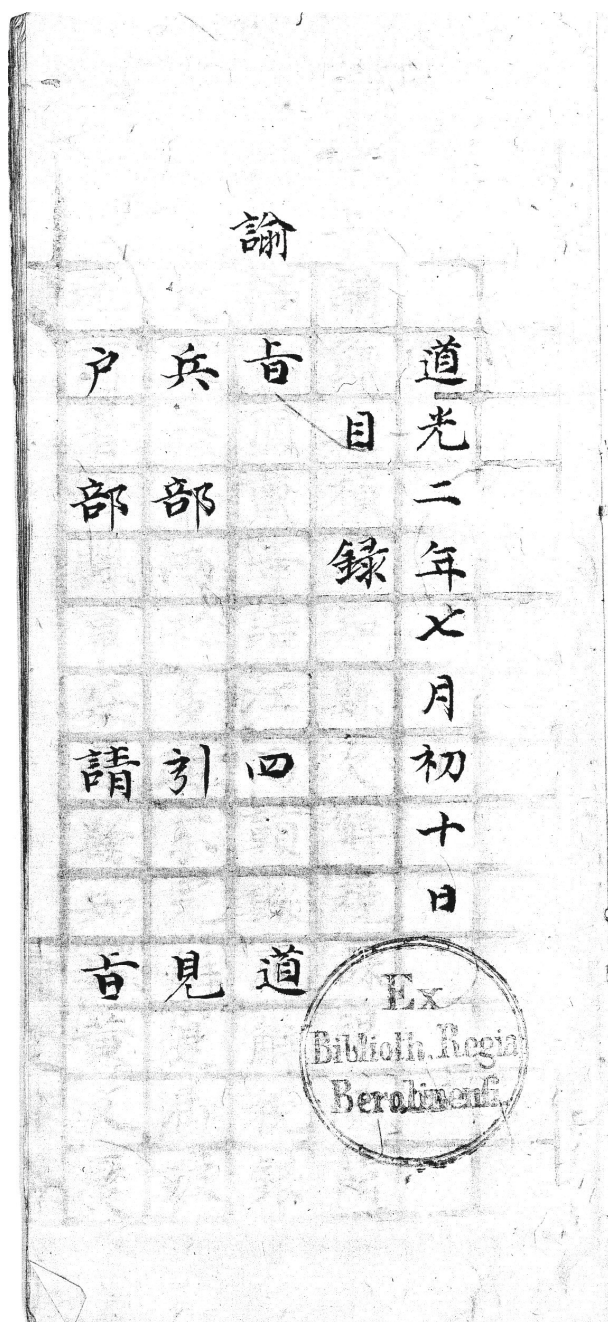 道光二年七月初十日
目錄
諭旨 四道
兵部 引見
戶部 請旨
Ex
Biblioth. Regia
Berolinensi.